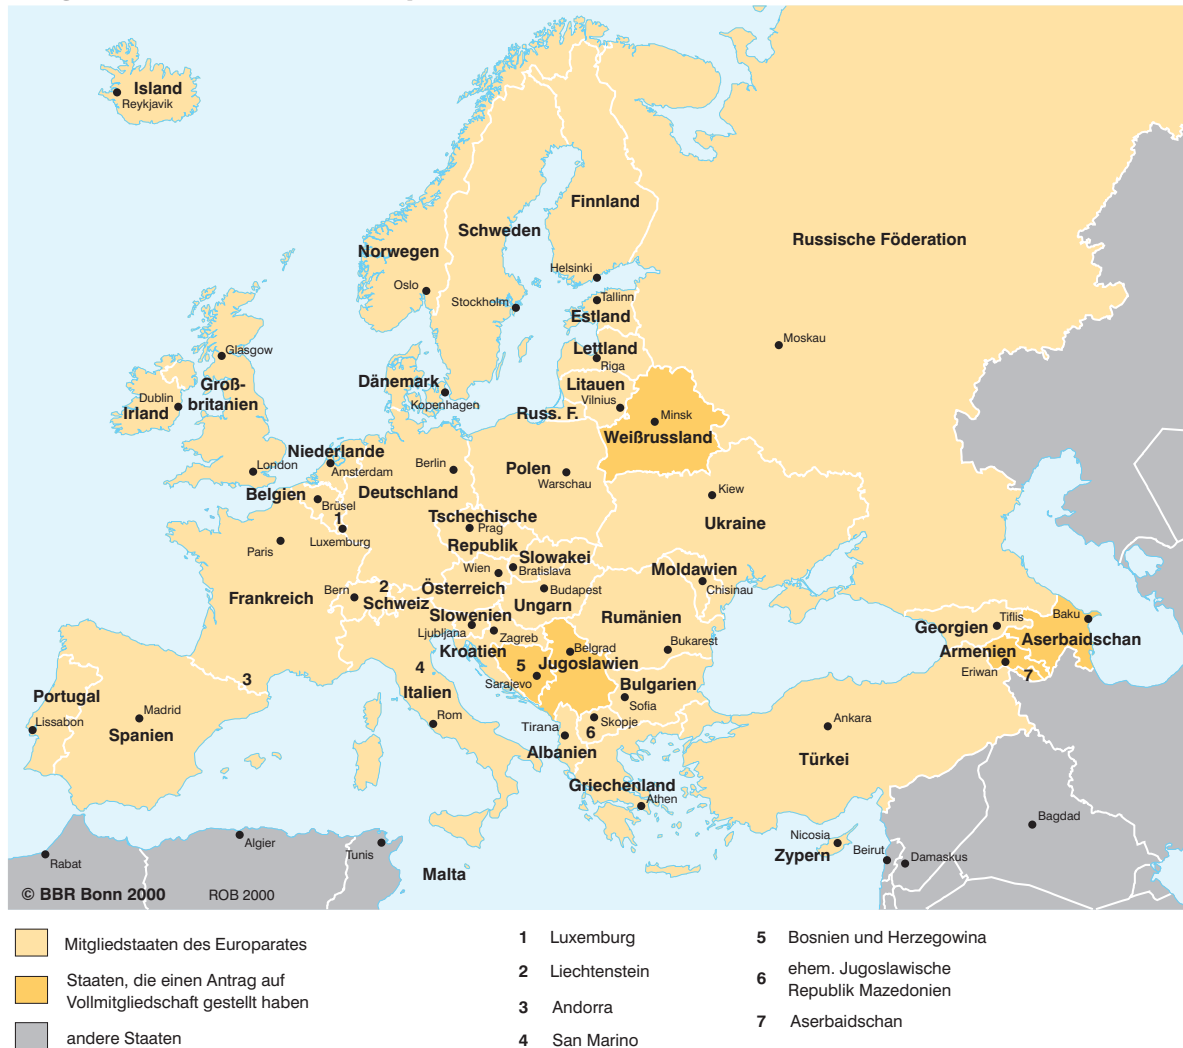 Island
Reykjavik
Finnland
Schweden
Norwegen
Russische Föderation
Helsinki
Oslo
Tallinn
Stockholm
Estland
Moskau
Glasgow
Lettland
Riga
Dänemark
Groß-
britanien
Litauen
Dublin
Irland
Kopenhagen
Vilnius
Russ. F.
Minsk
Weißrussland
Niederlande
London
Amsterdam
Berlin
Polen
Warschau
Belgien
Brüsel
Deutschland
Kiew
1
Tschechische
Ukraine
Luxemburg
Prag
Republik
Paris
Slowakei
Wien
Bratislava
Moldawien
Chisinau
2
Bern
Österreich
Budapest
Frankreich
Schweiz
Ungarn
Slowenien
Rumänien
Ljubljana
Zagreb
Tiflis
Baku
Georgien
Aserbaidschan
Kroatien
Belgrad
Bukarest
Armenien
4
5
Jugoslawien
Eriwan
7
3
Sarajevo
Portugal
Italien
Bulgarien
Sofia
Madrid
Lissabon
Rom
Skopje
Ankara
Spanien
Tirana
6
Albanien
Türkei
Griechenland
Athen
Bagdad
Algier
Nicosia
Tunis
Zypern
Beirut
Damaskus
Rabat
Malta
© BBR Bonn 2000 ROB 2000
Mitgliedstaaten des Europarates
Staaten, die einen Antrag auf
Vollmitgliedschaft gestellt haben
andere Staaten
1 Luxemburg
2 Liechtenstein
3 Andorra
4 San Marino
5 Bosnien und Herzegowina
6 ehem. Jugoslawische
Republik Mazedonien
7 Aserbaidschan